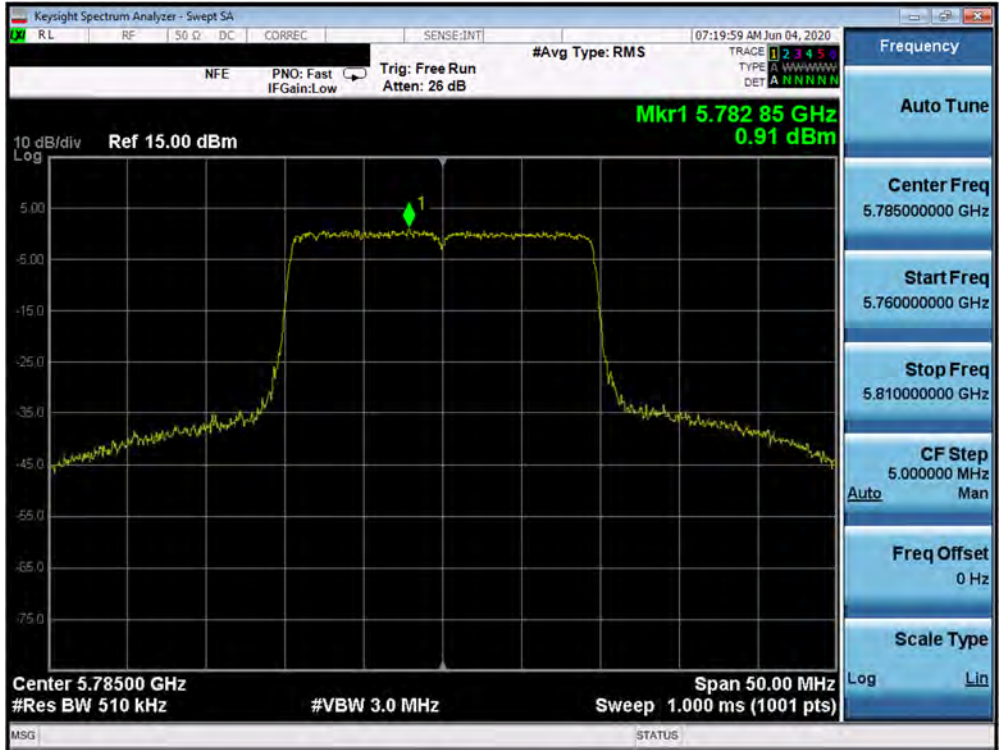 Keysight Spectrum Analyzer - Swept SA
LXI RL RF 50 Ω DC CORREC SENSE:INT 07:19:59 AM Jun 04, 2020
NFE PNO: Fast Trig: Free Run #Avg Type: RMS TRACE 1 2 3 4 5 6
IFGain:Low Atten: 26 dB TYPE A WWWWW
DET A N N N N N
Mkr1 5.782 85 GHz
0.91 dBm
10 dB/div Ref 15.00 dBm
Log
1
5.00
-5.00
-15.0
-25.0
-35.0
-45.0
-55.0
-65.0
-75.0
Center 5.78500 GHz Span 50.00 MHz
#Res BW 510 kHz #VBW 3.0 MHz Sweep 1.000 ms (1001 pts)
MSG STATUS
Frequency
Auto Tune
Center Freq
5.785000000 GHz
Start Freq
5.760000000 GHz
Stop Freq
5.810000000 GHz
CF Step
5.000000 MHz
Auto Man
Freq Offset
0 Hz
Scale Type
Log Lin